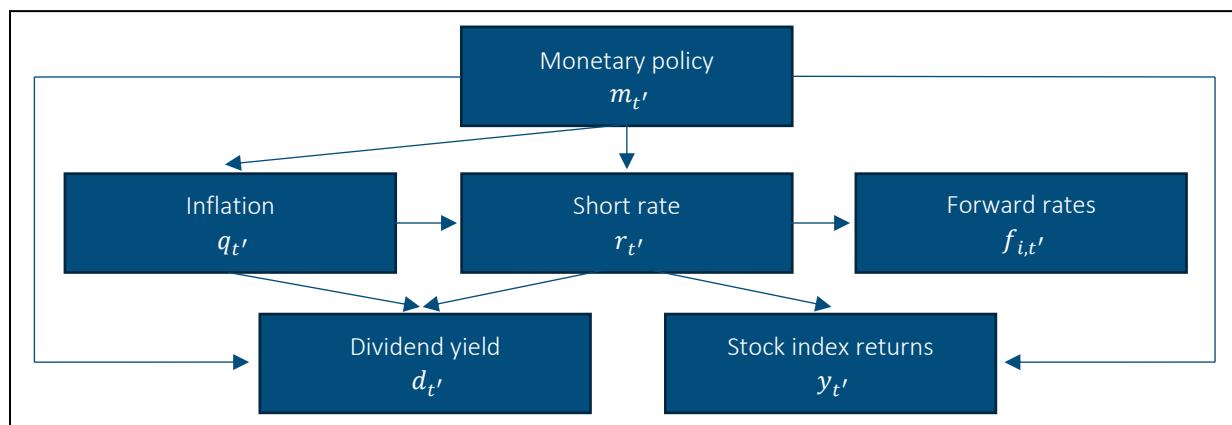 Monetary policy
m_{t′}
Inflation
q_{t′}
Short rate
r_{t′}
Forward rates
f_{i,t′}
Dividend yield
d_{t′}
Stock index returns
y_{t′}